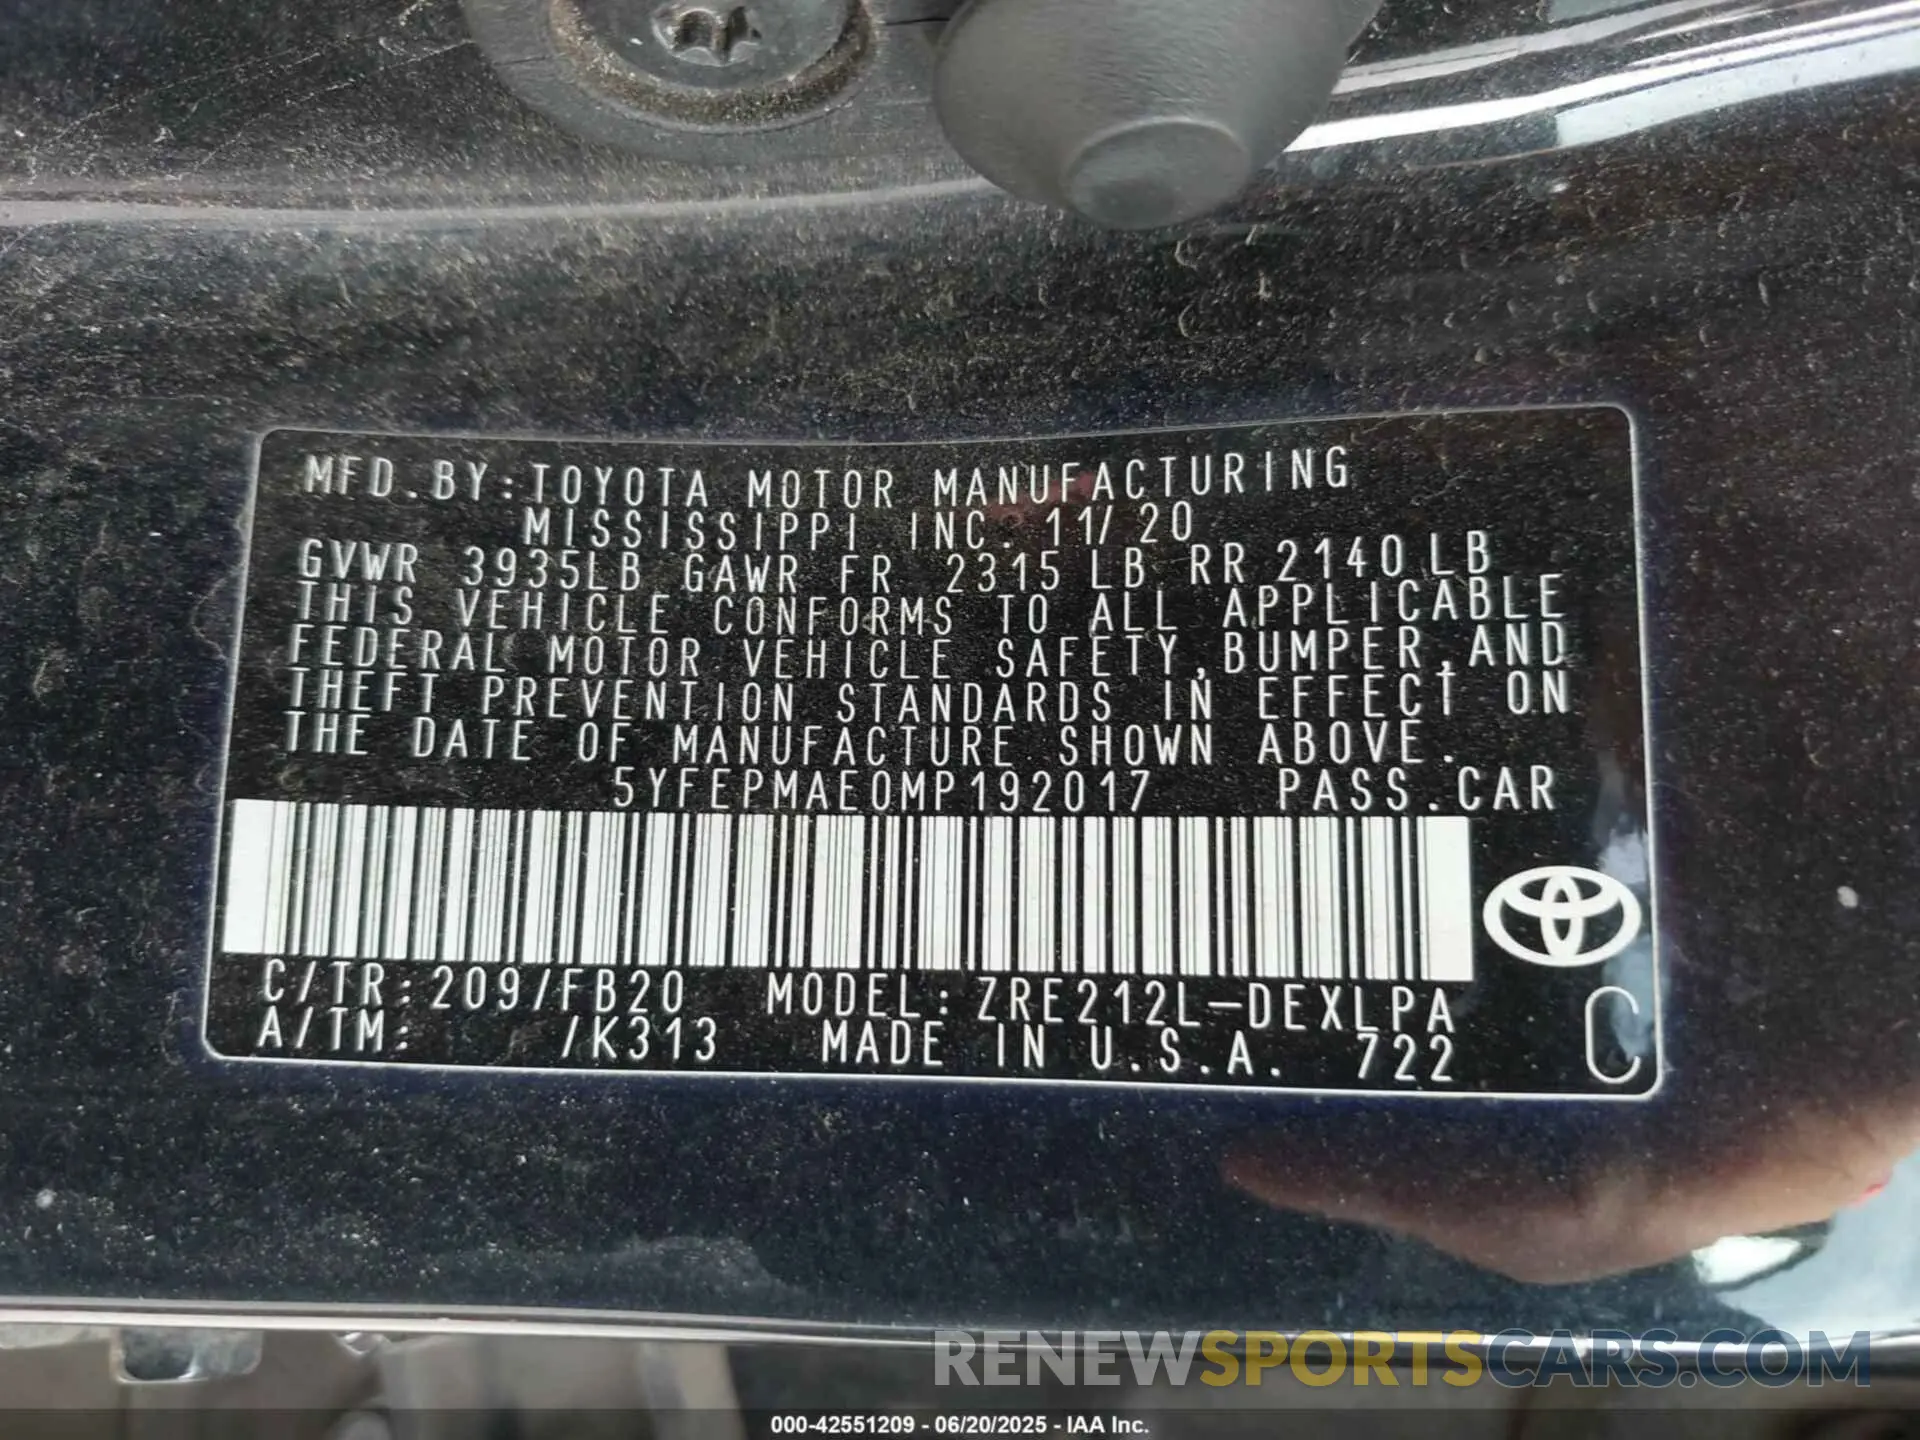 MFD.BY:TOYOTA MOTOR MANUFACTURING
MISSISSIPPI INC. 11/20
GVWR 3935LB GAWR FR 2315 LB RR 2140 LB
THIS VEHICLE CONFORMS TO ALL APPLICABLE
FEDERAL MOTOR VEHICLE SAFETY,BUMPER,AND
THEFT PREVENTION STANDARDS IN EFFECT ON
THE DATE OF MANUFACTURE SHOWN ABOVE.
5YFEPMAE0MP192017 PASS.CAR
C/TR:209/FB20 MODEL:ZRE212L-DEXLPA
A/TM: /K313 MADE IN U.S.A. 722 C
RENEWSPORTSCARS.COM
000-42551209 - 06/20/2025 - IAA Inc.